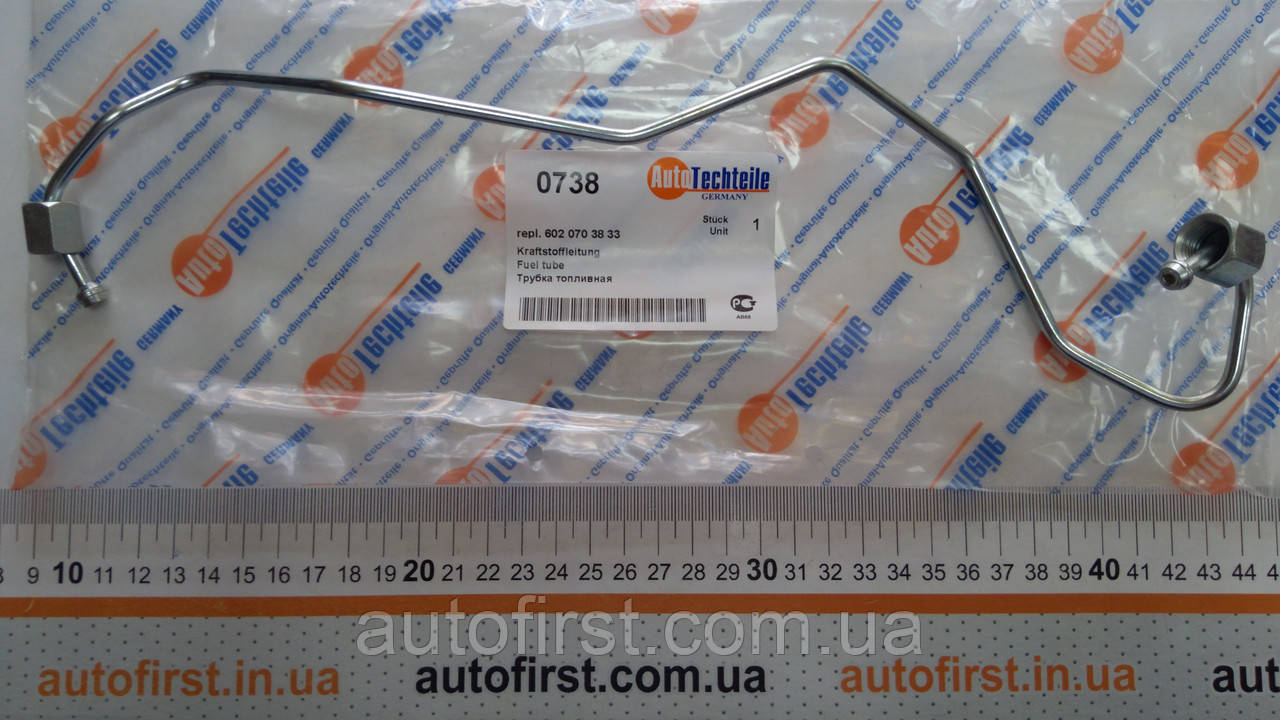 0738
AutoTechteile
GERMANY
Stück
Unit 1
repl. 602 070 38 33
Kraftstoffleitung
Fuel tube
Трубка топливная
PC
9 10 11 12 13 14 15 16 17 18 19 20 21 22 23 24 25 26 27 28 29 30 31 32 33 34 35 36 37 38 39 40 41 42 43 44
autofirst.com.ua
autofirst.in.ua autofirst.com.ua autofirst.in.ua au